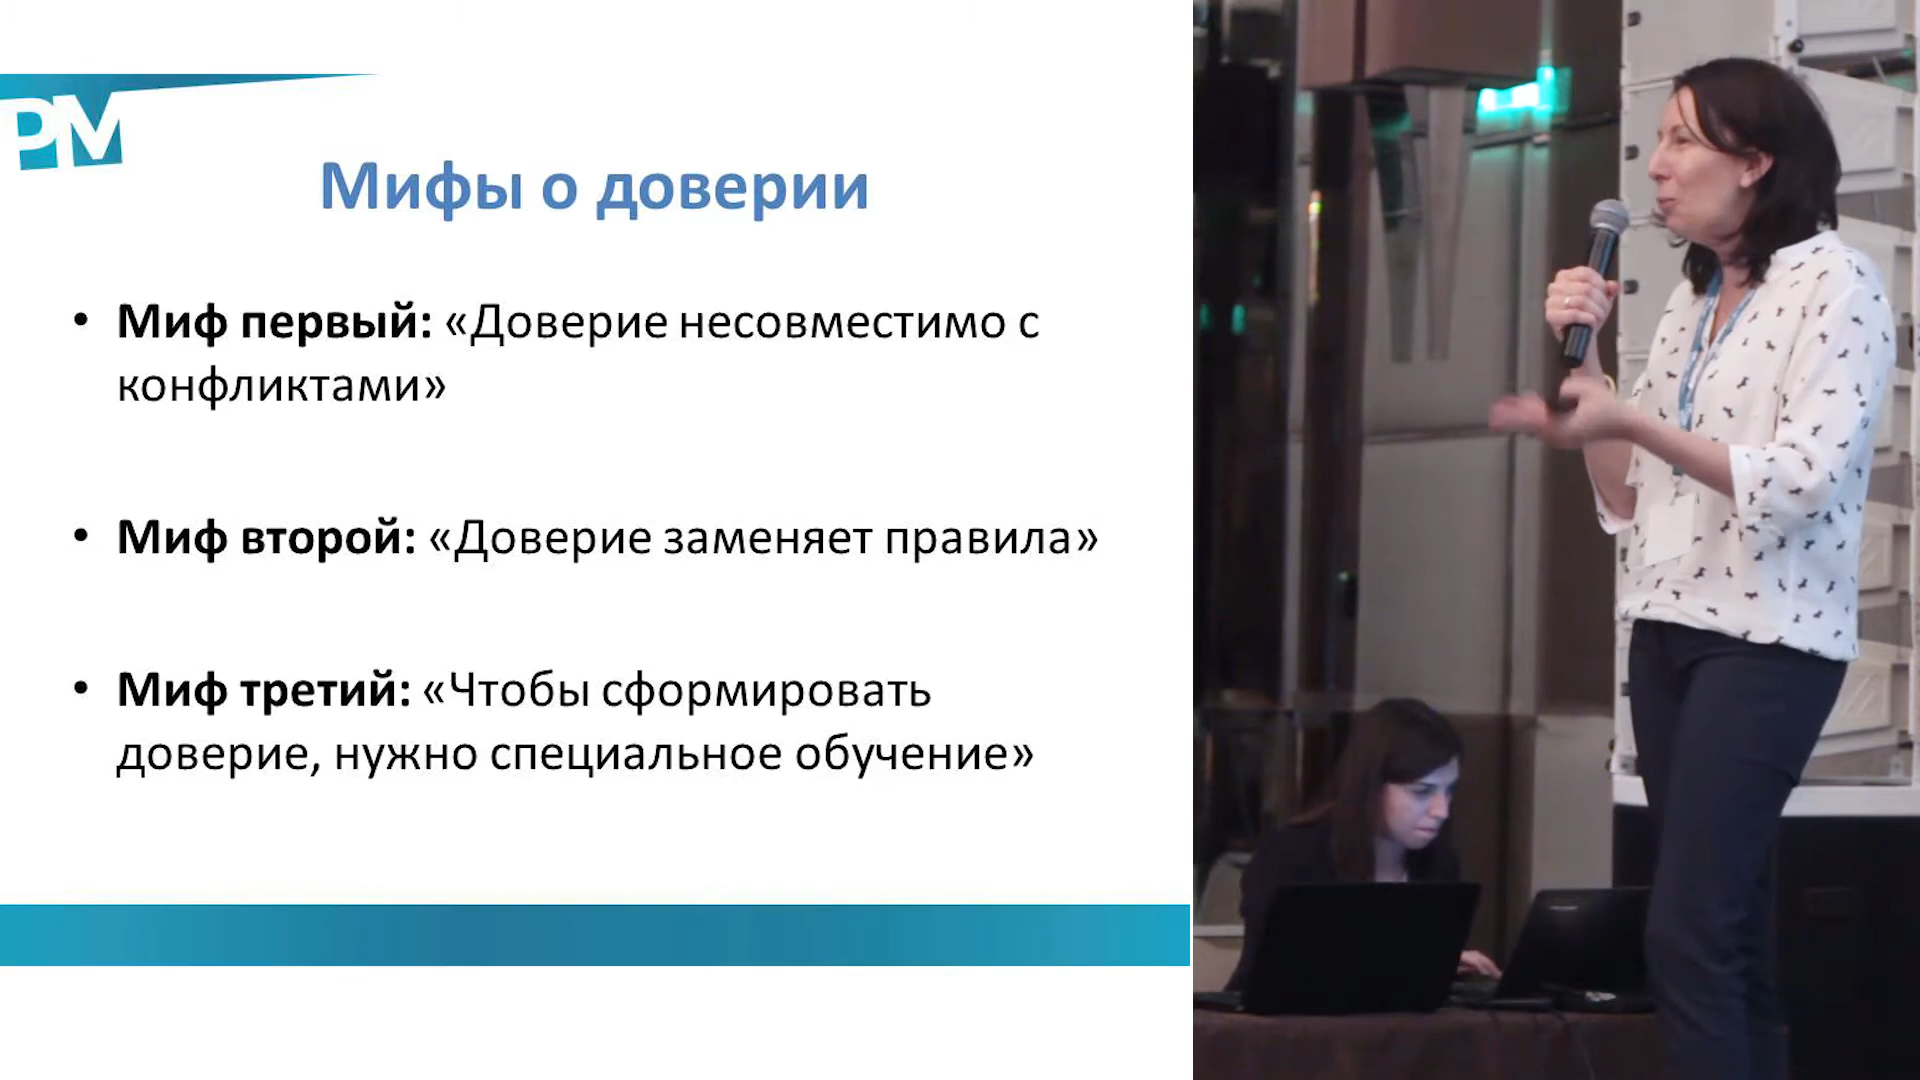 PM
Мифы о доверии
• Миф первый: «Доверие несовместимо с
конфликтами»
• Миф второй: «Доверие заменяет правила»
• Миф третий: «Чтобы сформировать
доверие, нужно специальное обучение»